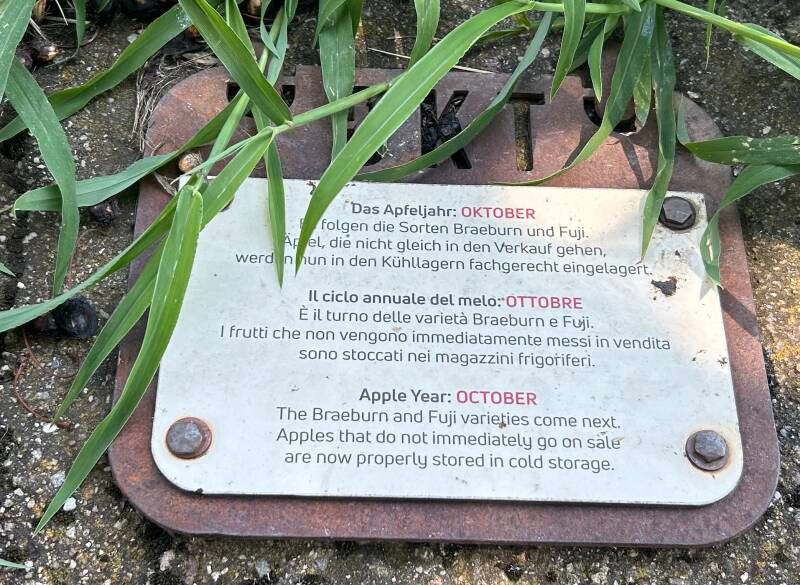 Das Apfeljahr: OKTOBER
Es folgen die Sorten Braeburn und Fuji.
Äpfel, die nicht gleich in den Verkauf gehen,
werden nun in den Kühllagern fachgerecht eingelagert.
Il ciclo annuale del melo: OTTOBRE
È il turno delle varietà Braeburn e Fuji.
I frutti che non vengono immediatamente messi in vendita
sono stoccati nei magazzini frigoriferi.
Apple Year: OCTOBER
The Braeburn and Fuji varieties come next.
Apples that do not immediately go on sale
are now properly stored in cold storage.